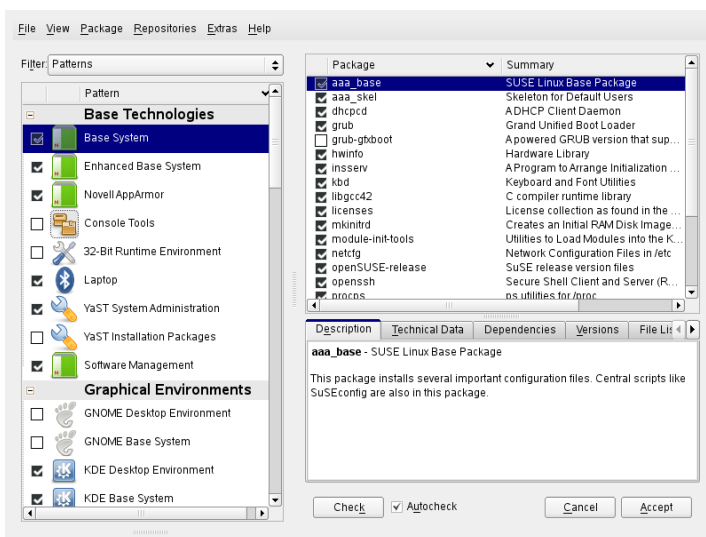 File View Package Repositories Extras Help
Filter: Patterns
Pattern
Base Technologies
Base System
Enhanced Base System
Novell AppArmor
Console Tools
32-Bit Runtime Environment
Laptop
YaST System Administration
YaST Installation Packages
Software Management
Graphical Environments
GNOME Desktop Environment
GNOME Base System
KDE Desktop Environment
KDE Base System
Package Summary
aaa_base SUSE Linux Base Package
aaa_skel Skeleton for Default Users
dhcpcd A DHCP Client Daemon
grub Grand Unified Boot Loader
grub-gfxboot A powered GRUB version that sup...
hwinfo Hardware Library
insserv A Program to Arrange Initialization ...
kbd Keyboard and Font Utilities
libgcc42 C compiler runtime library
licenses License collection as found in the ...
mkinitrd Creates an Initial RAM Disk Image...
module-init-tools Utilities to Load Modules into the K...
netcfg Network Configuration Files in /etc
openSUSE-release SuSE release version files
openssh Secure Shell Client and Server (R...
procps ps utilities for /proc
Description Technical Data Dependencies Versions File Lis
aaa_base - SUSE Linux Base Package
This package installs several important configuration files. Central scripts like
SuSEconfig are also in this package.
Check Autocheck Cancel Accept